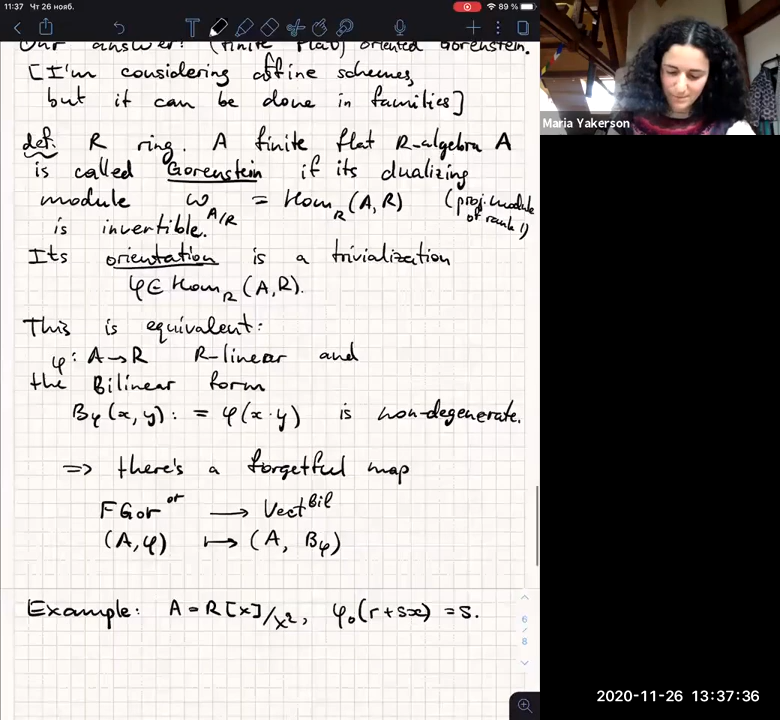 11:37 Чт 26 нояб.
89 %
Our answer: (finite flat) oriented Gorenstein.
[I'm considering affine schemes,
but it can be done in families]
def: R ring. A finite flat R-algebra A
is called Gorenstein if its dualizing
module ω_{A/R} = Hom_R(A,R) (proj. module of rank 1)
is invertible.
Its orientation is a trivialization
φ ∈ Hom_R(A,R).
This is equivalent:
φ: A→R R-linear and
the Bilinear form
B_φ(x,y) := φ(x·y) is non-degenerate.
⇒ there's a forgetful map
FGor^{or} → Vect^{Bil}
(A,φ) ↦ (A, B_φ)
Example: A = R[x]/x², φ₀(r+sx) = s.
6
/
8
Maria Yakerson
2020-11-26 13:37:36